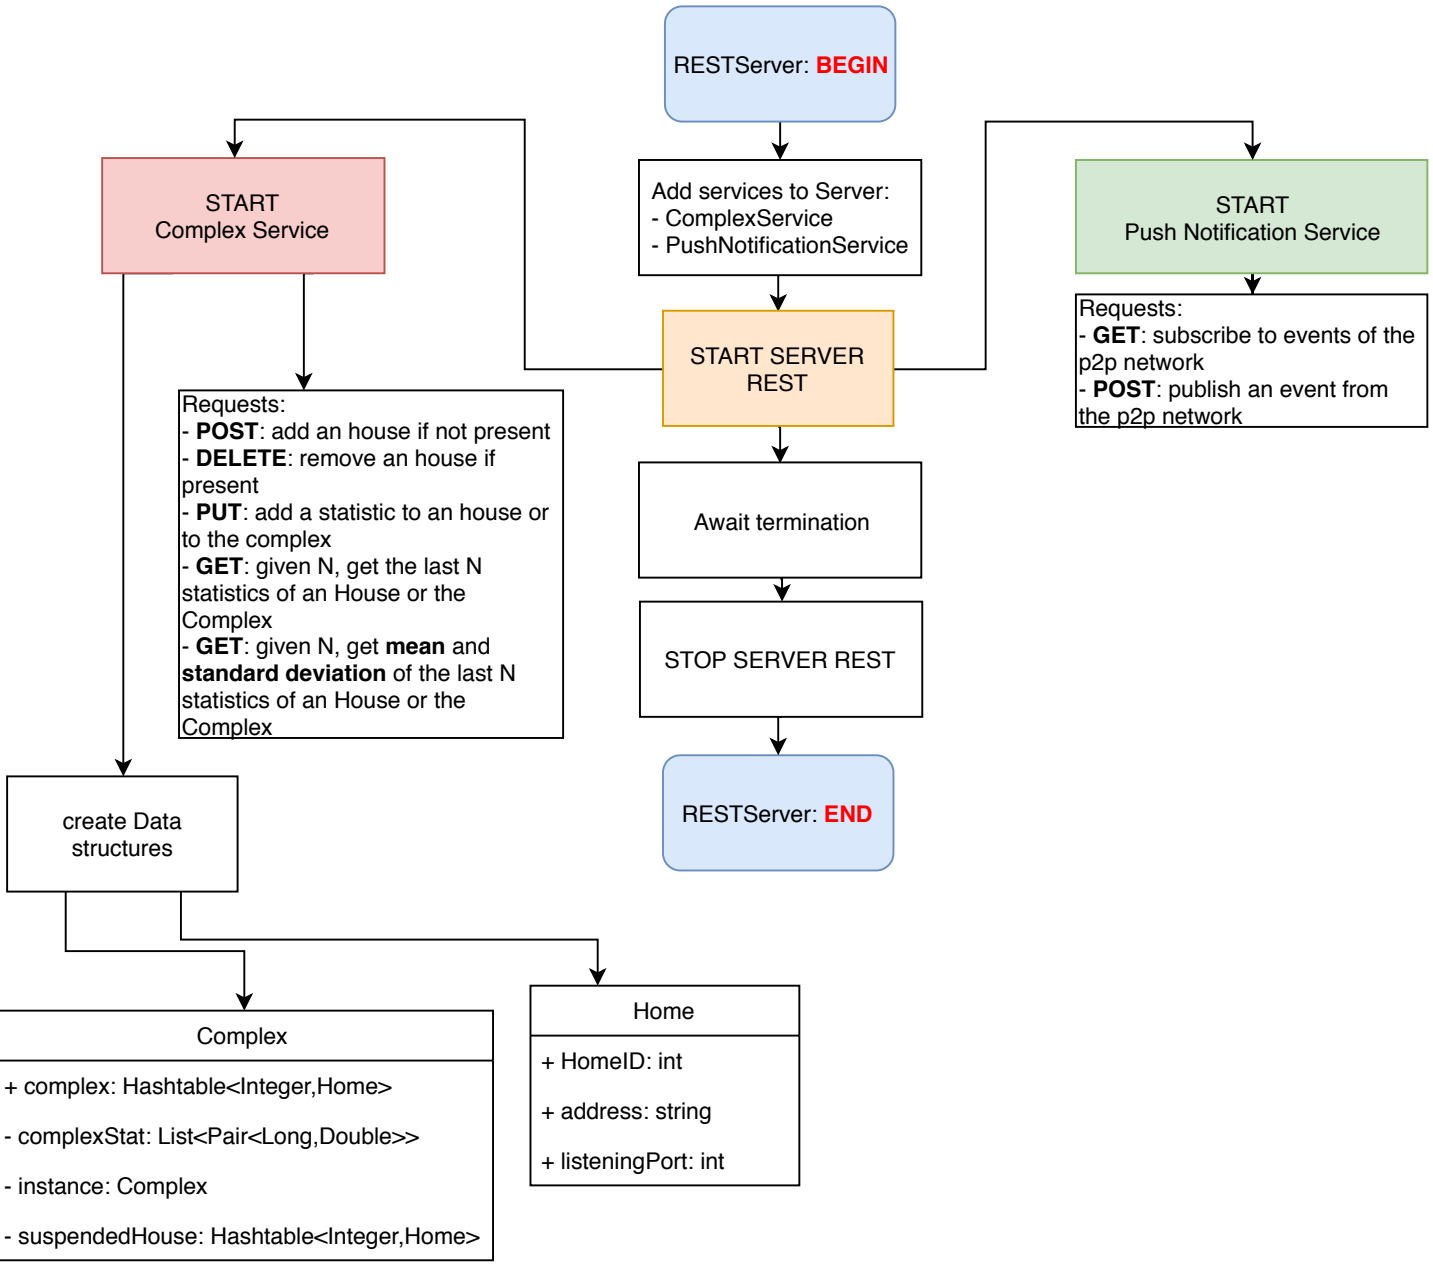 RESTServer: BEGIN
START
Complex Service
Add services to Server:
- ComplexService
- PushNotificationService
START
Push Notification Service
Requests:
- GET: subscribe to events of the
p2p network
- POST: publish an event from
the p2p network
START SERVER
REST
Requests:
- POST: add an house if not present
- DELETE: remove an house if
present
- PUT: add a statistic to an house or
to the complex
- GET: given N, get the last N
statistics of an House or the
Complex
- GET: given N, get mean and
standard deviation of the last N
statistics of an House or the
Complex
Await termination
STOP SERVER REST
RESTServer: END
create Data
structures
Complex
+ complex: Hashtable<Integer,Home>
- complexStat: List<Pair<Long,Double>>
- instance: Complex
- suspendedHouse: Hashtable<Integer,Home>
Home
+ HomeID: int
+ address: string
+ listeningPort: int